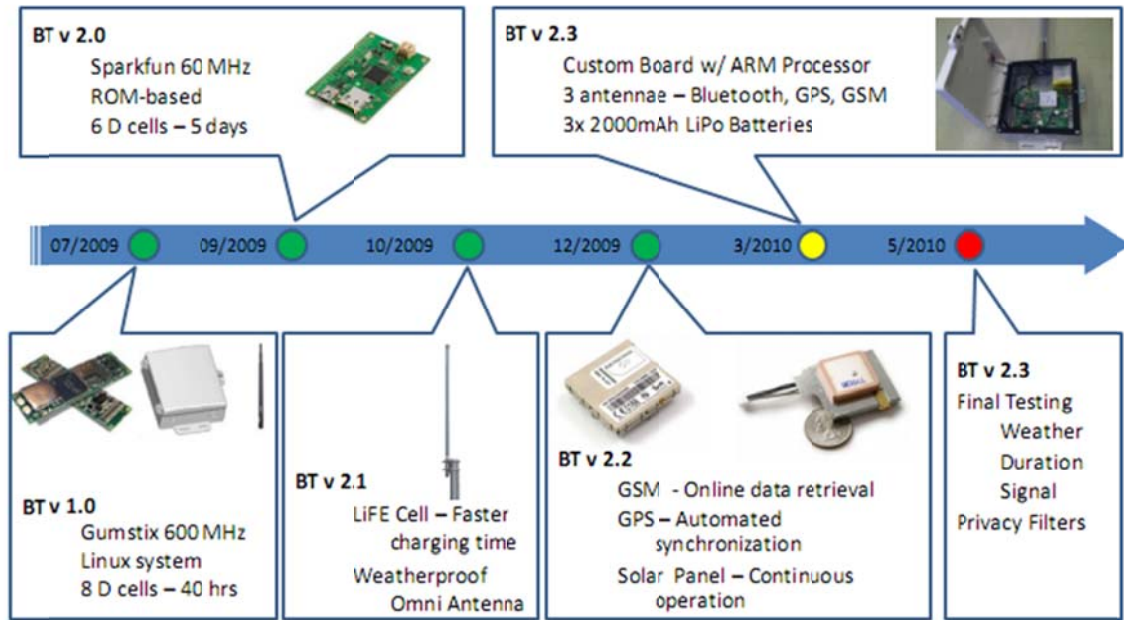 BT v 2.0
Sparkfun 60 MHz
ROM-based
6 D cells – 5 days
BT v 2.3
Custom Board w/ ARM Processor
3 antennae – Bluetooth, GPS, GSM
3x 2000mAh LiPo Batteries
07/2009
09/2009
10/2009
12/2009
3/2010
5/2010
BT v 1.0
Gumstix 600 MHz
Linux system
8 D cells – 40 hrs
BT v 2.1
LiFE Cell – Faster
charging time
Weatherproof
Omni Antenna
BT v 2.2
GSM - Online data retrieval
GPS – Automated
synchronization
Solar Panel – Continuous
operation
BT v 2.3
Final Testing
Weather
Duration
Signal
Privacy Filters